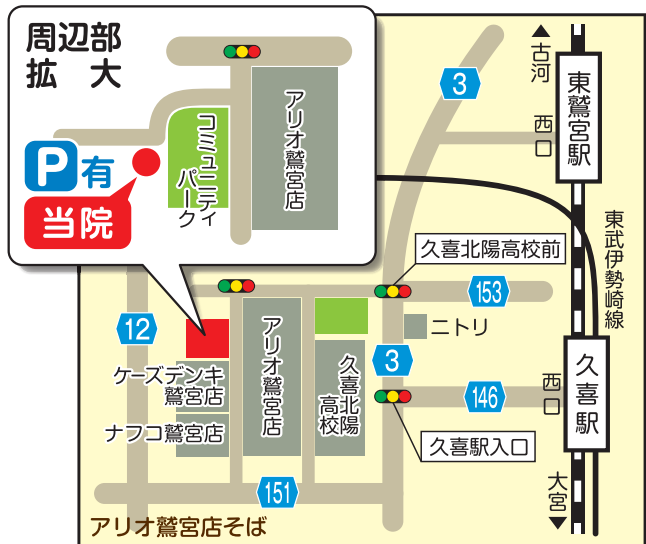 周辺部
拡 大
アリオ鷲宮店
コミュニティ
パーク
P有
当院
3
▲
古河
東鷲宮駅
西口
東武伊勢崎線
久喜北陽高校前
153
ニトリ
12
ケーズデンキ
鷲宮店
ナフコ鷲宮店
アリオ鷲宮店
久喜北陽
高校
3
西口
久喜駅
146
久喜駅入口
151
大宮
▼
アリオ鷲宮店そば